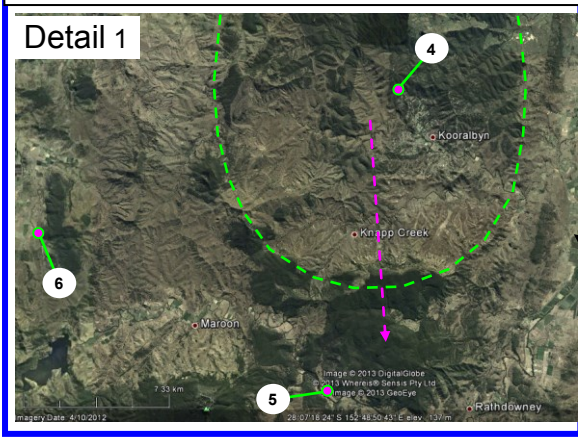 Detail 1
4
Kooralbyn
Knapp Creek
6
Maroon
Image © 2013 DigitalGlobe
7.33 km
© 2013 Whereis® Sensis Pty Ltd
5
Image © 2013 GeoEye
Rathdowney
Imagery Date: 4/10/2012
28°07'18.24" S 152°48'50.43" E elev 137m